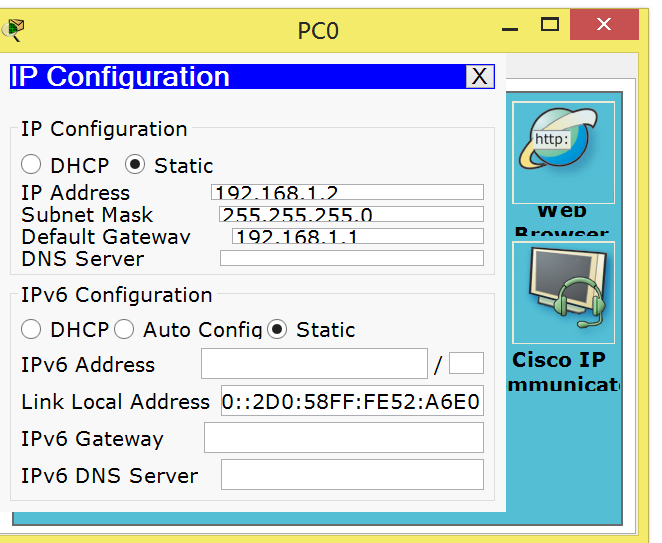 PC0
IP Configuration X
IP Configuration
DHCP Static
IP Address 192.168.1.2
Subnet Mask 255.255.255.0
Default Gateway 192.168.1.1
DNS Server
IPv6 Configuration
DHCP Auto Config Static
IPv6 Address /
Link Local Address 0::2D0:58FF:FE52:A6E0
IPv6 Gateway
IPv6 DNS Server
http:
Web
Browser
Cisco IP
mmunicat